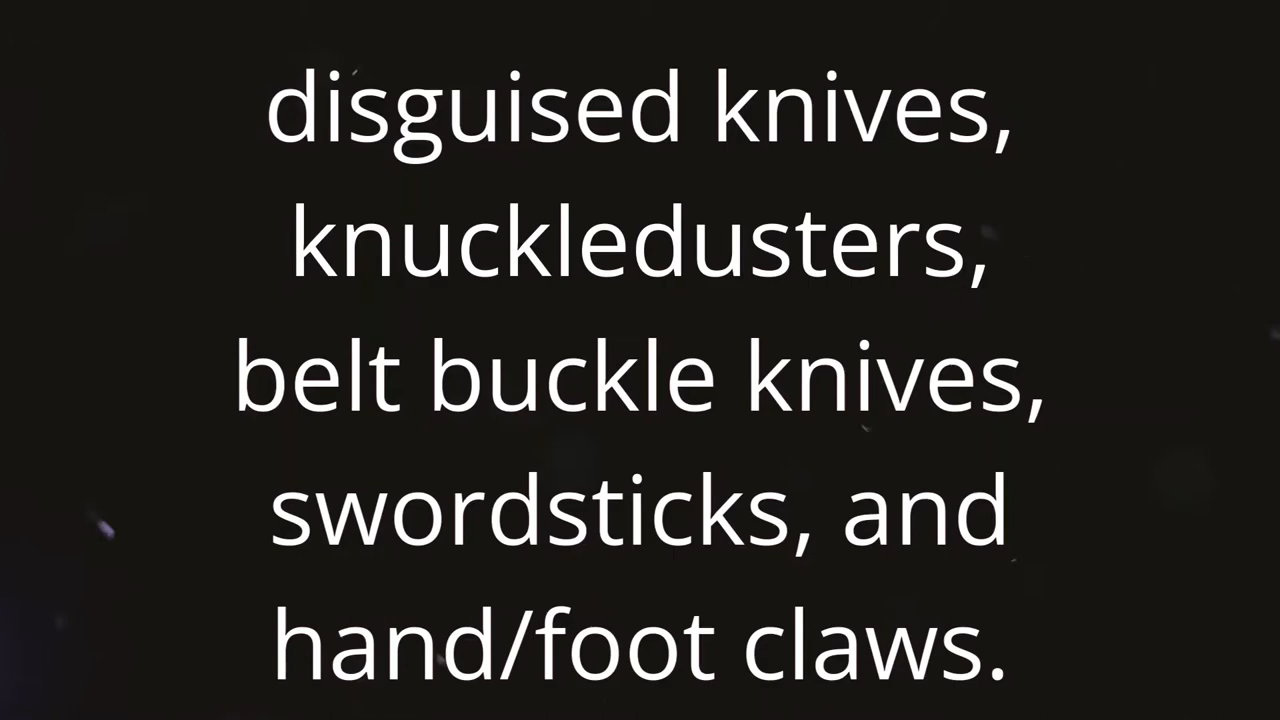 disguised knives,
knuckledusters,
belt buckle knives,
swordsticks, and
hand/foot claws.